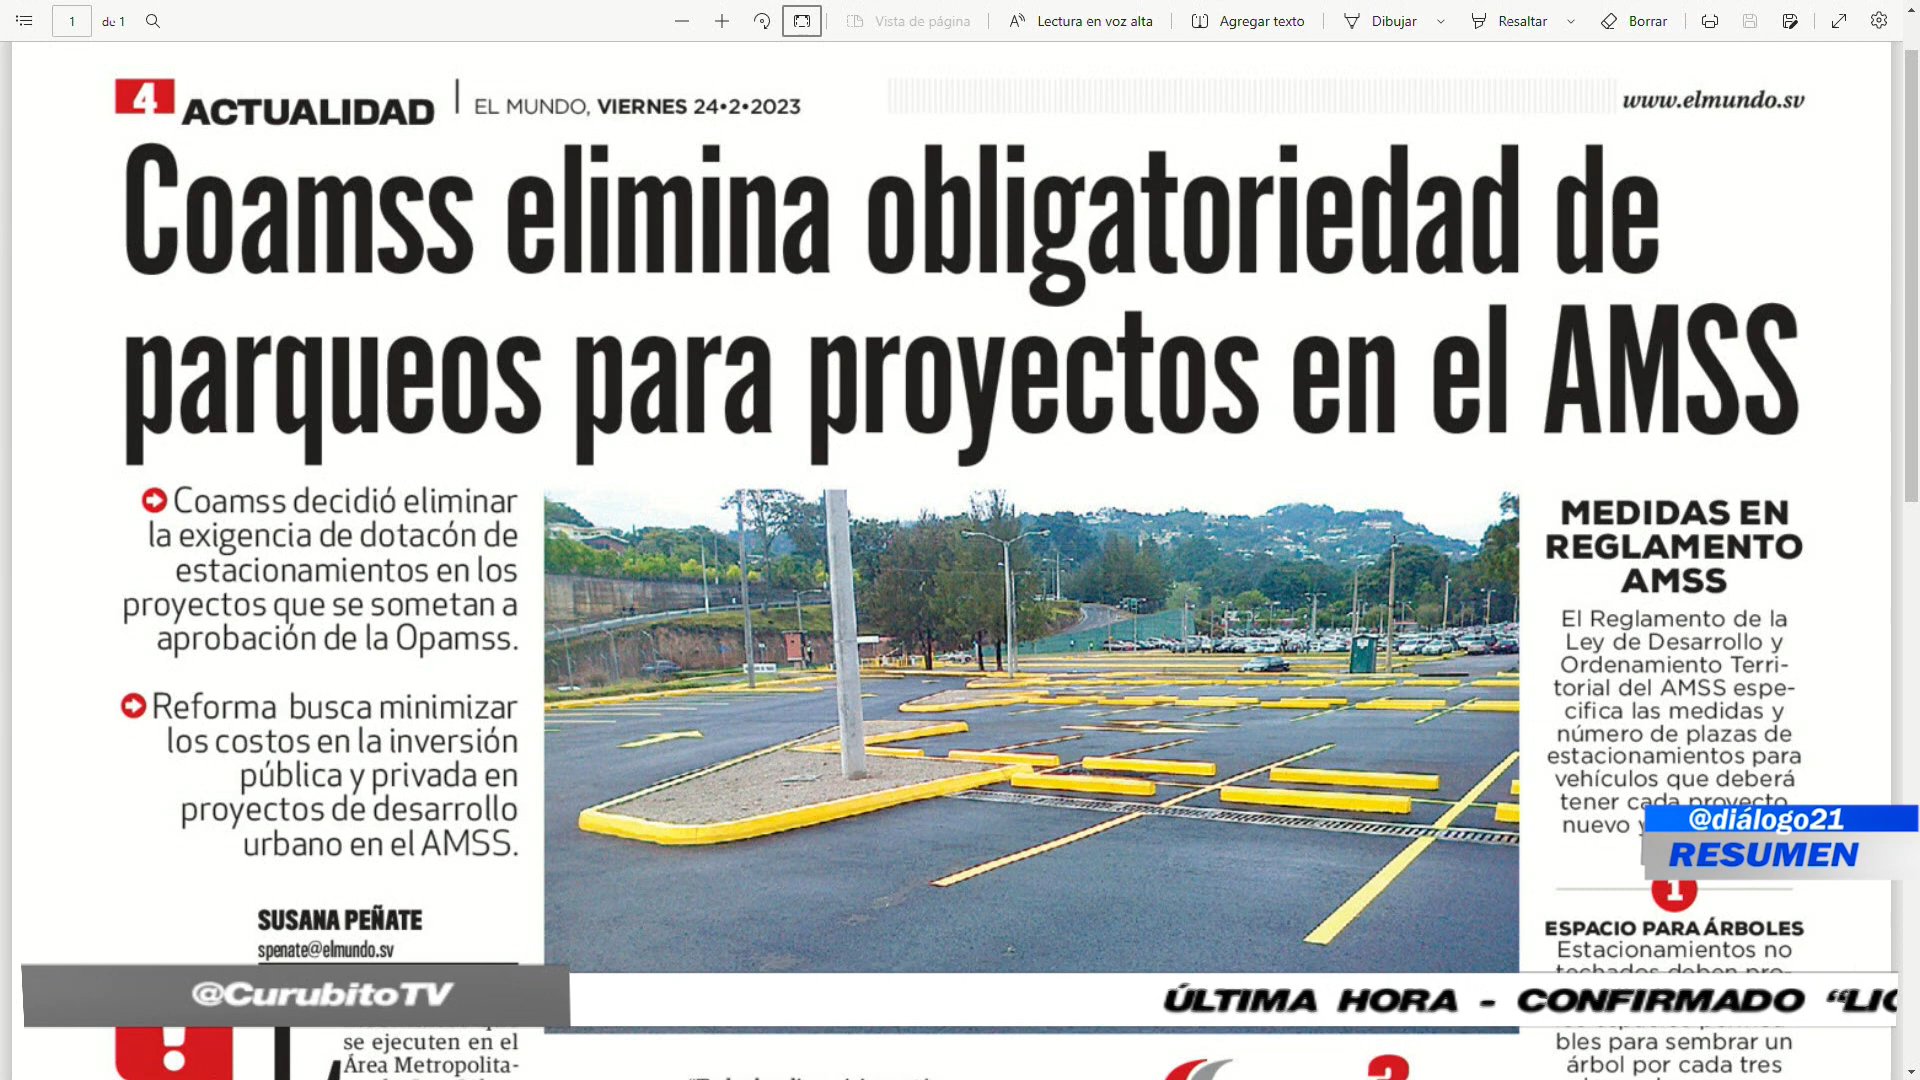 1 de 1
Vista de página
Lectura en voz alta
Agregar texto
Dibujar
Resaltar
Borrar
4 ACTUALIDAD
EL MUNDO, VIERNES 24•2•2023
www.elmundo.sv
Coamss elimina obligatoriedad de
parqueos para proyectos en el AMSS
Coamss decidió eliminar
la exigencia de dotacón de
estacionamientos en los
proyectos que se sometan a
aprobación de la Opamss.
Reforma busca minimizar
los costos en la inversión
pública y privada en
proyectos de desarrollo
urbano en el AMSS.
SUSANA PEÑATE
spenate@elmundo.sv
se ejecuten en el
Área Metropolita-
MEDIDAS EN
REGLAMENTO
AMSS
El Reglamento de la
Ley de Desarrollo y
Ordenamiento Terri-
torial del AMSS espe-
cifica las medidas y
número de plazas de
estacionamientos para
vehículos que deberá
tener cada proyecto
nuevo y
1
ESPACIO PARA ÁRBOLES
Estacionamientos no
techados deben pro-
bles para sembrar un
árbol por cada tres
@diálogo21
RESUMEN
@CurubitoTV
ÚLTIMA HORA - CONFIRMADO “LIC